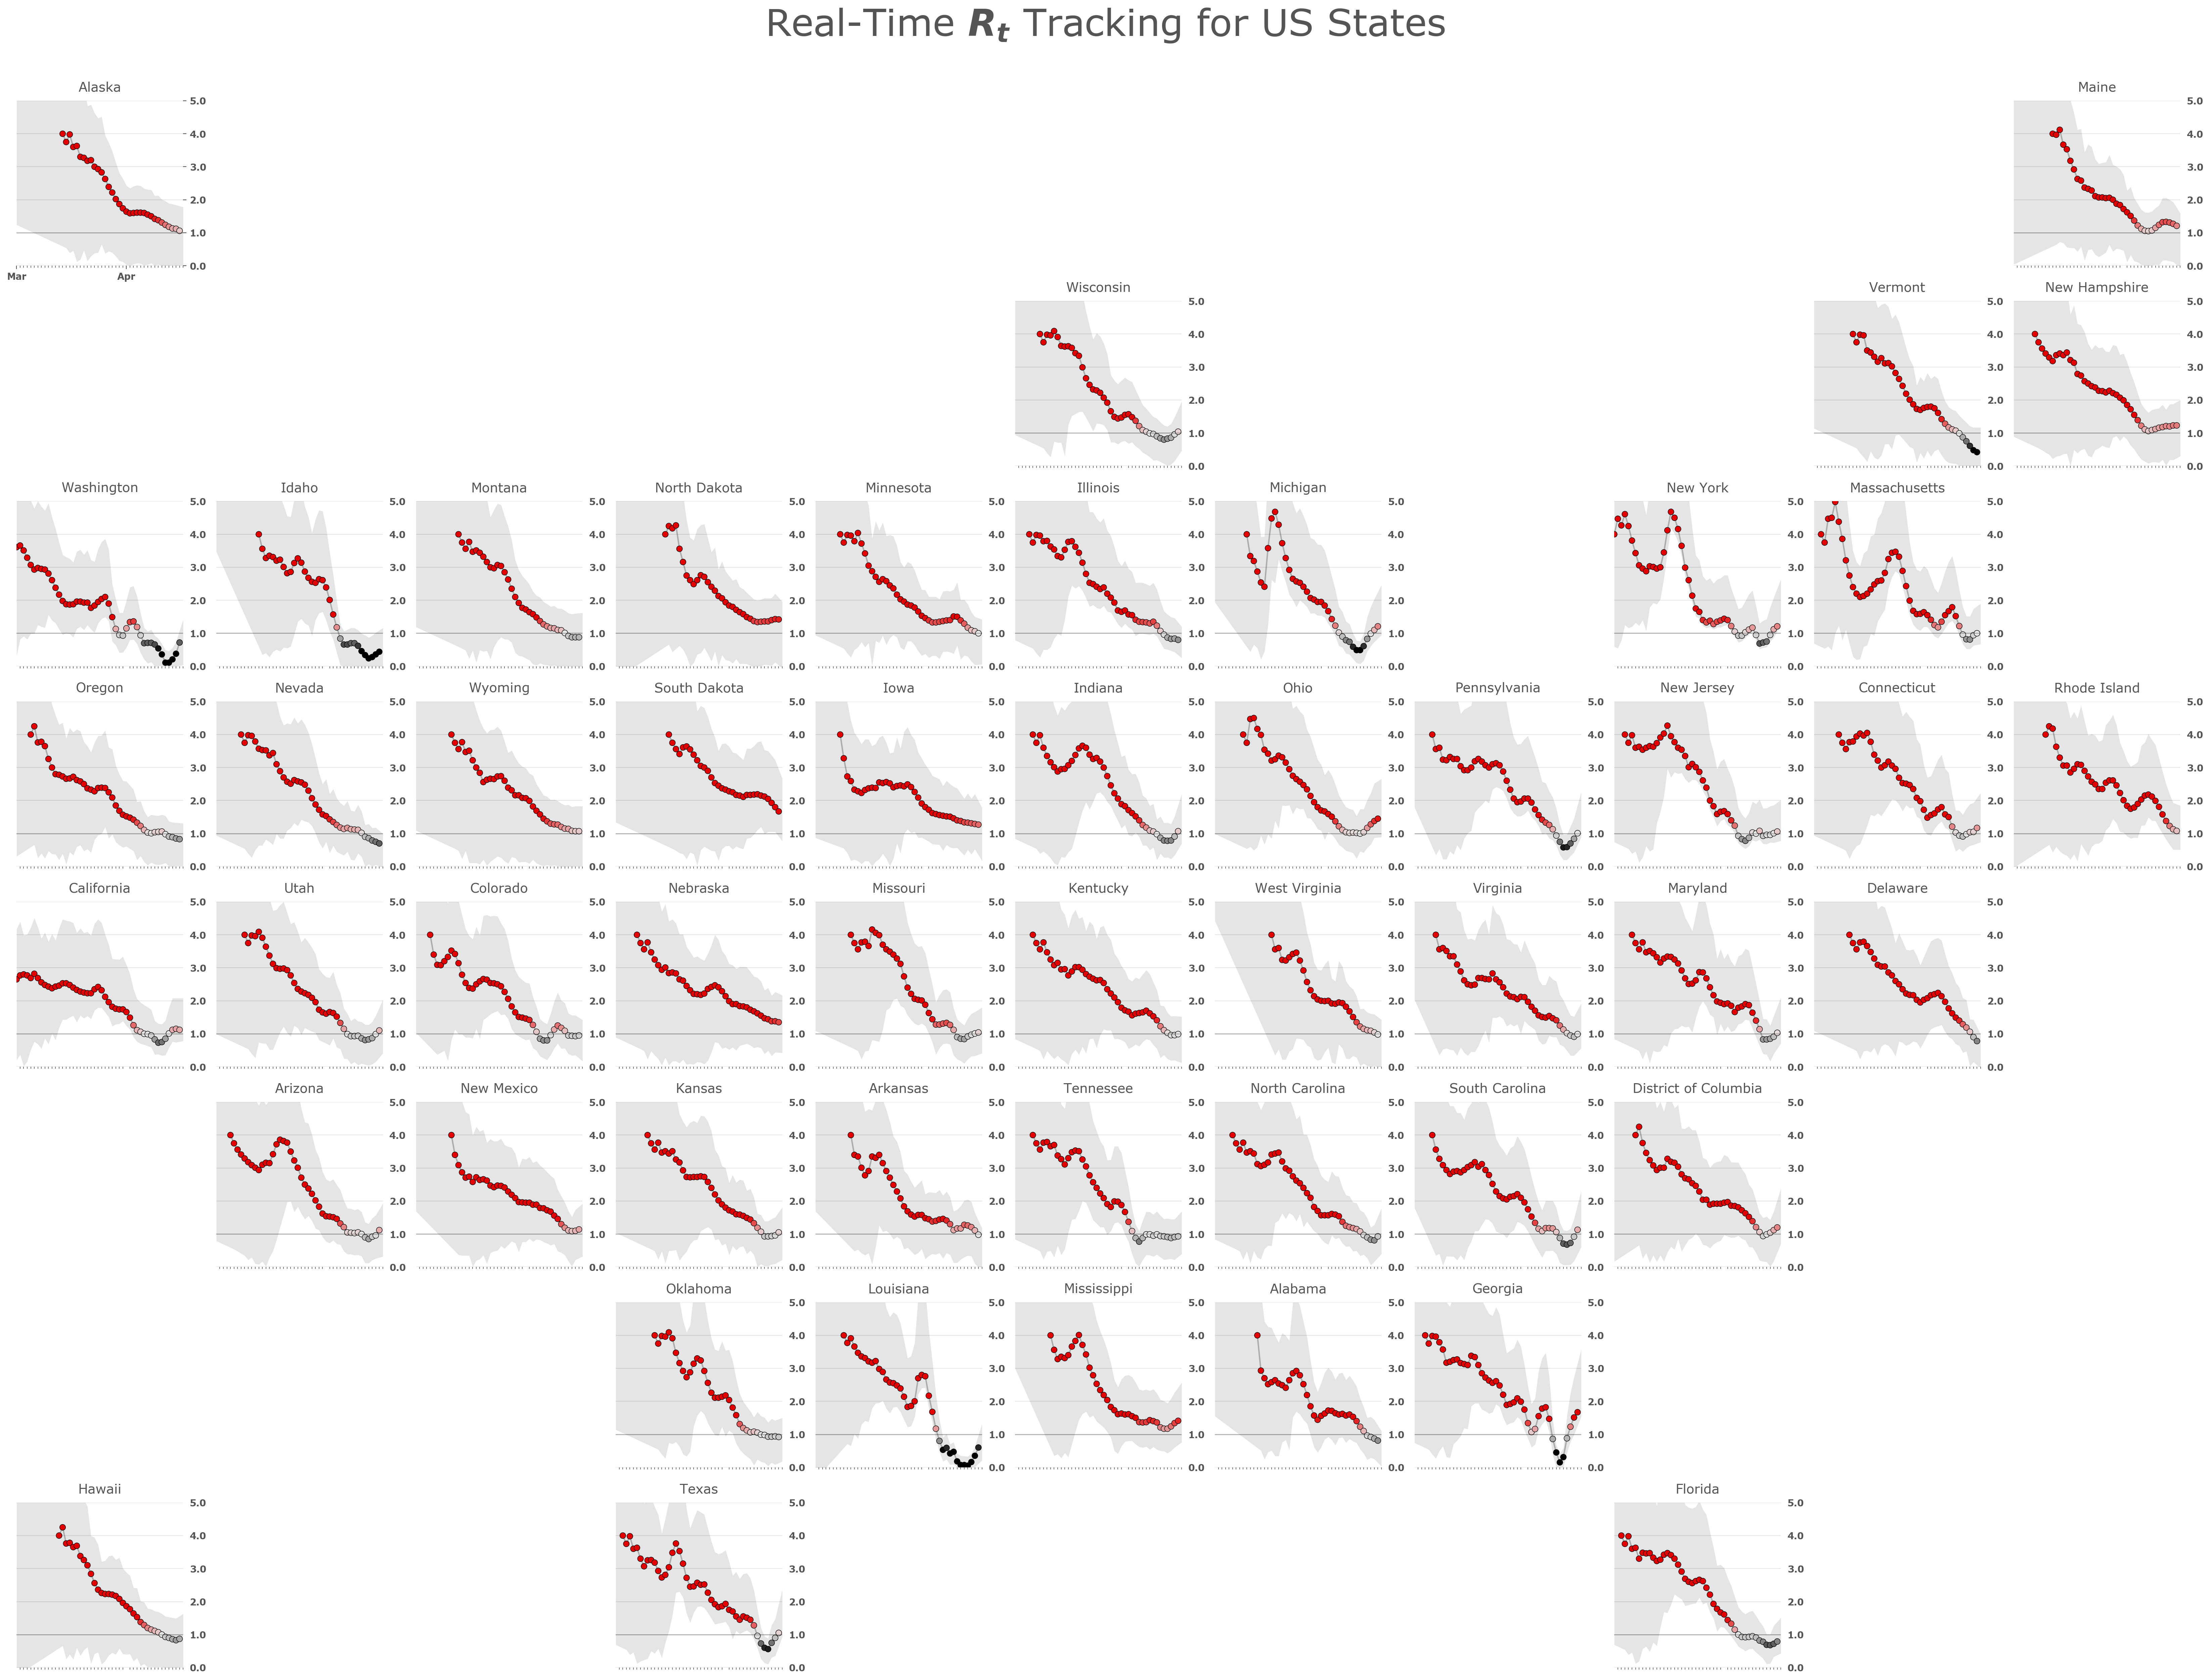 Real-Time Rt Tracking for US States
Alaska Maine
5.0 5.0
4.0 4.0
3.0 3.0
2.0 2.0
1.0 1.0
0.0 0.0
Mar Apr
Wisconsin Vermont New Hampshire
5.0 5.0 5.0
4.0 4.0 4.0
3.0 3.0 3.0
2.0 2.0 2.0
1.0 1.0 1.0
0.0 0.0 0.0
Washington Idaho Montana North Dakota Minnesota Illinois Michigan New York Massachusetts
5.0 5.0 5.0 5.0 5.0 5.0 5.0 5.0 5.0
4.0 4.0 4.0 4.0 4.0 4.0 4.0 4.0 4.0
3.0 3.0 3.0 3.0 3.0 3.0 3.0 3.0 3.0
2.0 2.0 2.0 2.0 2.0 2.0 2.0 2.0 2.0
1.0 1.0 1.0 1.0 1.0 1.0 1.0 1.0 1.0
0.0 0.0 0.0 0.0 0.0 0.0 0.0 0.0 0.0
Oregon Nevada Wyoming South Dakota Iowa Indiana Ohio Pennsylvania New Jersey Connecticut Rhode Island
5.0 5.0 5.0 5.0 5.0 5.0 5.0 5.0 5.0 5.0 5.0
4.0 4.0 4.0 4.0 4.0 4.0 4.0 4.0 4.0 4.0 4.0
3.0 3.0 3.0 3.0 3.0 3.0 3.0 3.0 3.0 3.0 3.0
2.0 2.0 2.0 2.0 2.0 2.0 2.0 2.0 2.0 2.0 2.0
1.0 1.0 1.0 1.0 1.0 1.0 1.0 1.0 1.0 1.0 1.0
0.0 0.0 0.0 0.0 0.0 0.0 0.0 0.0 0.0 0.0 0.0
California Utah Colorado Nebraska Missouri Kentucky West Virginia Virginia Maryland Delaware
5.0 5.0 5.0 5.0 5.0 5.0 5.0 5.0 5.0 5.0
4.0 4.0 4.0 4.0 4.0 4.0 4.0 4.0 4.0 4.0
3.0 3.0 3.0 3.0 3.0 3.0 3.0 3.0 3.0 3.0
2.0 2.0 2.0 2.0 2.0 2.0 2.0 2.0 2.0 2.0
1.0 1.0 1.0 1.0 1.0 1.0 1.0 1.0 1.0 1.0
0.0 0.0 0.0 0.0 0.0 0.0 0.0 0.0 0.0 0.0
Arizona New Mexico Kansas Arkansas Tennessee North Carolina South Carolina District of Columbia
5.0 5.0 5.0 5.0 5.0 5.0 5.0 5.0
4.0 4.0 4.0 4.0 4.0 4.0 4.0 4.0
3.0 3.0 3.0 3.0 3.0 3.0 3.0 3.0
2.0 2.0 2.0 2.0 2.0 2.0 2.0 2.0
1.0 1.0 1.0 1.0 1.0 1.0 1.0 1.0
0.0 0.0 0.0 0.0 0.0 0.0 0.0 0.0
Oklahoma Louisiana Mississippi Alabama Georgia
5.0 5.0 5.0 5.0 5.0
4.0 4.0 4.0 4.0 4.0
3.0 3.0 3.0 3.0 3.0
2.0 2.0 2.0 2.0 2.0
1.0 1.0 1.0 1.0 1.0
0.0 0.0 0.0 0.0 0.0
Hawaii Texas Florida
5.0 5.0 5.0
4.0 4.0 4.0
3.0 3.0 3.0
2.0 2.0 2.0
1.0 1.0 1.0
0.0 0.0 0.0